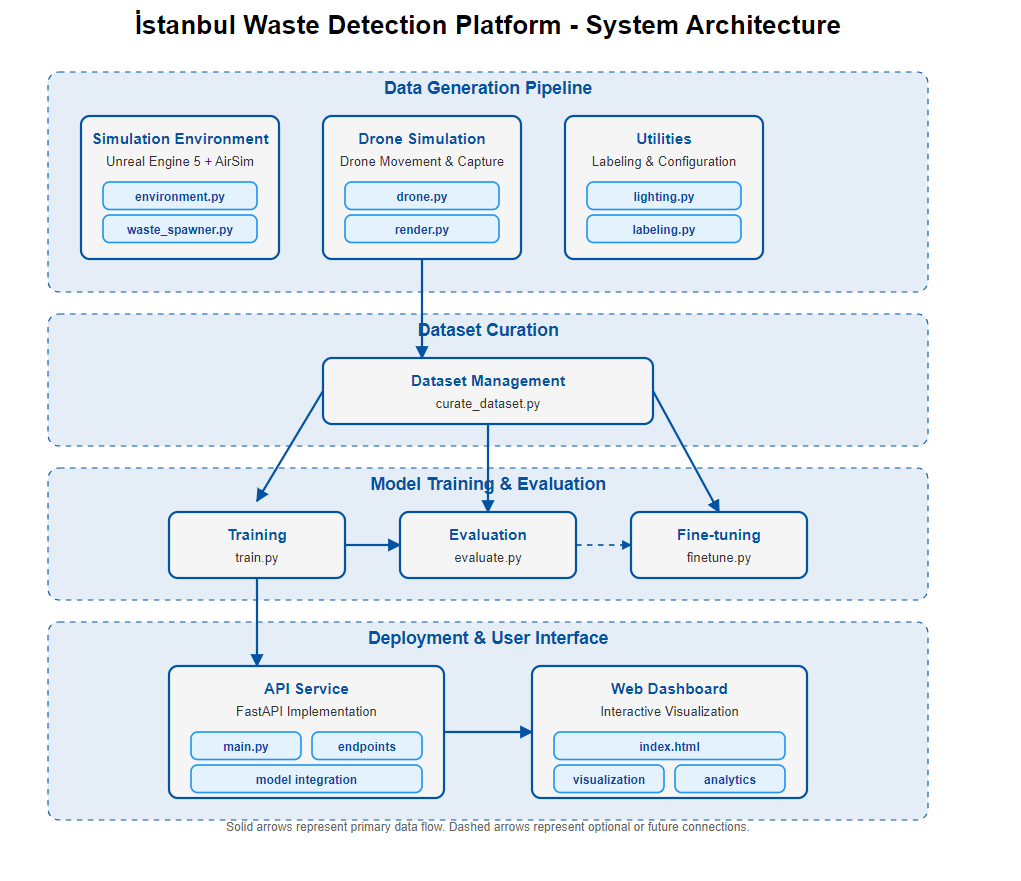 İstanbul Waste Detection Platform - System Architecture
Data Generation Pipeline
Simulation Environment
Unreal Engine 5 + AirSim
environment.py
waste_spawner.py
Drone Simulation
Drone Movement & Capture
drone.py
render.py
Utilities
Labeling & Configuration
lighting.py
labeling.py
Dataset Curation
Dataset Management
curate_dataset.py
Model Training & Evaluation
Training
train.py
Evaluation
evaluate.py
Fine-tuning
finetune.py
Deployment & User Interface
API Service
FastAPI Implementation
main.py
endpoints
model integration
Web Dashboard
Interactive Visualization
index.html
visualization
analytics
Solid arrows represent primary data flow. Dashed arrows represent optional or future connections.